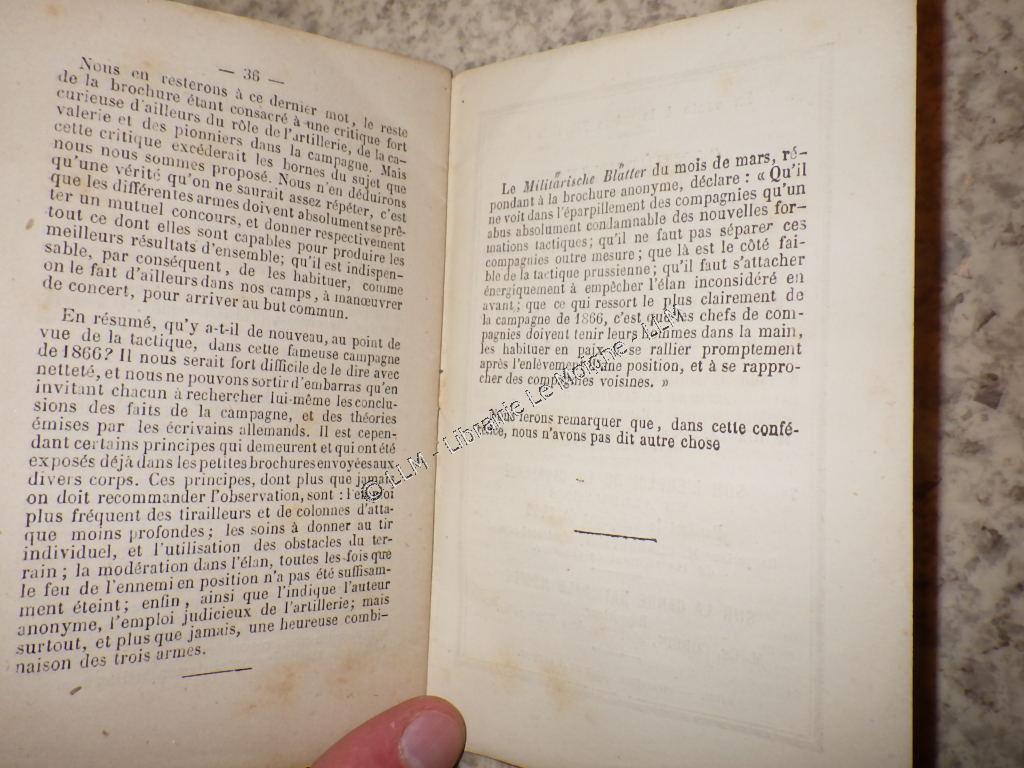 — 36 —
Nous en resterons à ce dernier mot, le reste
de la brochure étant consacré à une critique fort
curieuse d'ailleurs du rôle de l'artillerie, de la ca-
valerie et des pionniers dans la campagne. Mais
cette critique excéderait les bornes du sujet que
nous nous sommes proposé. Nous n'en déduirons
qu'une vérité qu'on ne saurait assez répéter, c'est
que les différentes armes doivent absolument se prê-
ter un mutuel concours, et donner respectivement
tout ce dont elles sont capables pour produire les
meilleurs résultats d'ensemble; qu'il est indispen-
sable, par conséquent, de les habituer, comme
on le fait d'ailleurs dans nos camps, à manœuvrer
de concert, pour arriver au but commun.
En résumé, qu'y a-t-il de nouveau, au point de
vue de la tactique, dans cette fameuse campagne
de 1866? Il nous serait fort difficile de le dire avec
netteté, et nous ne pouvons sortir d'embarras qu'en
invitant chacun à rechercher lui-même les conclu-
sions des faits de la campagne, et des théories
émises par les écrivains allemands. Il est cepen-
dant certains principes qui demeurent et qui ont été
exposés déjà dans les petites brochures envoyées aux
divers corps. Ces principes, dont plus que jamais
on doit recommander l'observation, sont : l'emploi
plus fréquent des tirailleurs et de colonnes d'atta-
que moins profondes; les soins à donner au tir
individuel, et l'utilisation des obstacles du ter-
rain; la modération dans l'élan, toutes les fois que
le feu de l'ennemi en position n'a pas été suffisam-
ment éteint; enfin, ainsi que l'indique l'auteur
anonyme, l'emploi judicieux de l'artillerie; mais
surtout, et plus que jamais, une heureuse combi-
naison des trois armes.
Le Militärische Blätter du mois de mars, ré-
pondant à la brochure anonyme, déclare : « Qu'il
ne voit dans l'éparpillement des compagnies qu'un
abus absolument condamnable des nouvelles for-
mations tactiques; qu'il ne faut pas séparer ces
compagnies outre mesure; que là est le côté fai-
ble de la tactique prussienne; qu'il faut s'attacher
énergiquement à empêcher l'élan inconsidéré en
avant; que ce qui ressort le plus clairement de
la campagne de 1866, c'est que les chefs de com-
pagnies doivent tenir leurs hommes dans la main,
les habituer en paix à se rallier promptement
après l'enlèvement d'une position, et à se rappro-
cher des compagnies voisines. »
Nous ferons remarquer que, dans cette confé-
rence, nous n'avons pas dit autre chose
© LLM - Librairie Le Moniche - LLM